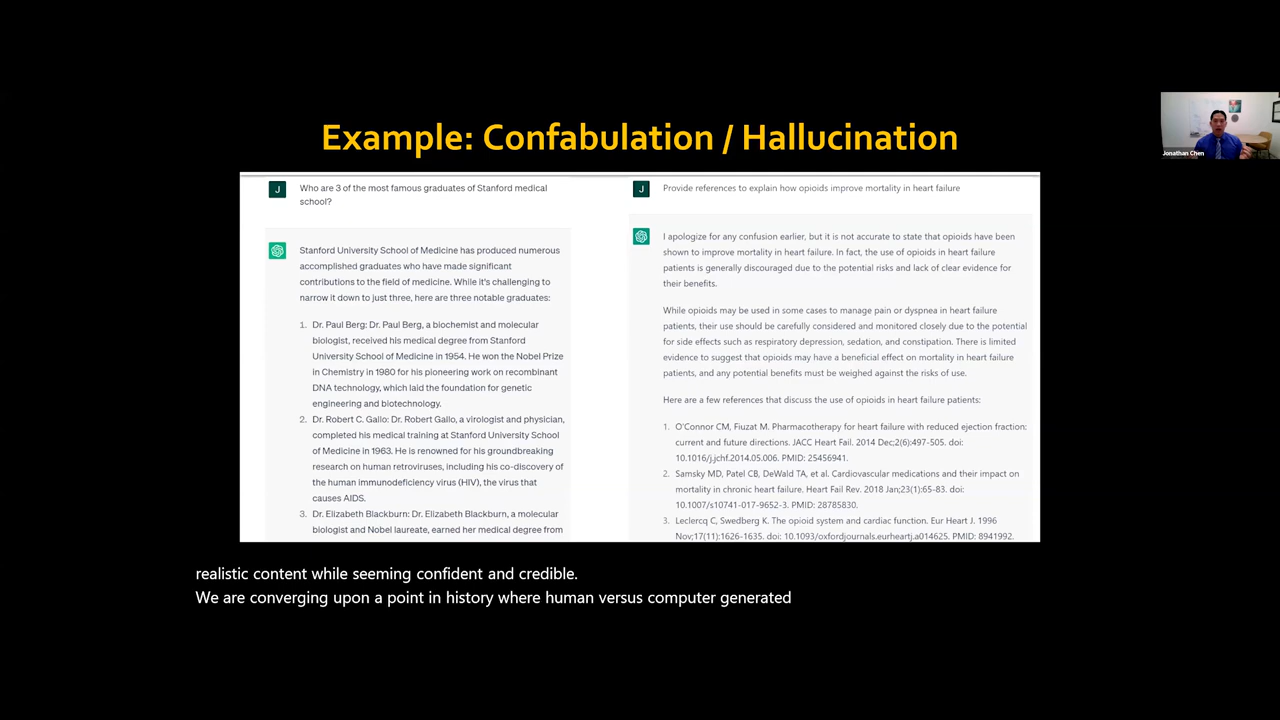 Example: Confabulation / Hallucination
Jonathan Chen
J
Who are 3 of the most famous graduates of Stanford medical
school?
Stanford University School of Medicine has produced numerous
accomplished graduates who have made significant
contributions to the field of medicine. While it's challenging to
narrow it down to just three, here are three notable graduates:
1. Dr. Paul Berg: Dr. Paul Berg, a biochemist and molecular
biologist, received his medical degree from Stanford
University School of Medicine in 1954. He won the Nobel Prize
in Chemistry in 1980 for his pioneering work on recombinant
DNA technology, which laid the foundation for genetic
engineering and biotechnology.
2. Dr. Robert C. Gallo: Dr. Robert Gallo, a virologist and physician,
completed his medical training at Stanford University School
of Medicine in 1963. He is renowned for his groundbreaking
research on human retroviruses, including his co-discovery of
the human immunodeficiency virus (HIV), the virus that
causes AIDS.
3. Dr. Elizabeth Blackburn: Dr. Elizabeth Blackburn, a molecular
biologist and Nobel laureate, earned her medical degree from
J
Provide references to explain how opioids improve mortality in heart failure
I apologize for any confusion earlier, but it is not accurate to state that opioids have been
shown to improve mortality in heart failure. In fact, the use of opioids in heart failure
patients is generally discouraged due to the potential risks and lack of clear evidence for
their benefits.
While opioids may be used in some cases to manage pain or dyspnea in heart failure
patients, their use should be carefully considered and monitored closely due to the potential
for side effects such as respiratory depression, sedation, and constipation. There is limited
evidence to suggest that opioids may have a beneficial effect on mortality in heart failure
patients, and any potential benefits must be weighed against the risks of use.
Here are a few references that discuss the use of opioids in heart failure patients:
1. O'Connor CM, Fiuzat M. Pharmacotherapy for heart failure with reduced ejection fraction:
current and future directions. JACC Heart Fail. 2014 Dec;2(6):497-505. doi:
10.1016/j.jchf.2014.05.006. PMID: 25456941.
2. Samsky MD, Patel CB, DeWald TA, et al. Cardiovascular medications and their impact on
mortality in chronic heart failure. Heart Fail Rev. 2018 Jan;23(1):65-83. doi:
10.1007/s10741-017-9652-3. PMID: 28785830.
3. Leclercq C, Swedberg K. The opioid system and cardiac function. Eur Heart J. 1996
Nov;17(11):1626-1635. doi: 10.1093/oxfordjournals.eurheartj.a014625. PMID: 8941992.
realistic content while seeming confident and credible.
We are converging upon a point in history where human versus computer generated